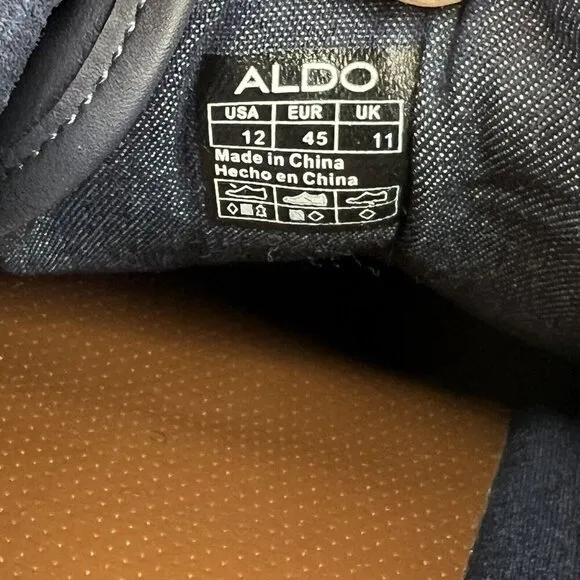 ALDO
USA EUR UK
12 45 11
Made in China
Hecho en China